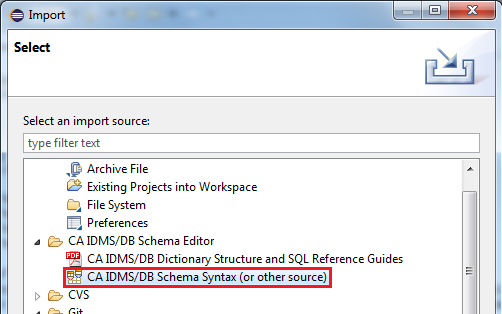 Import
Select
Select an import source:
type filter text
Archive File
Existing Projects into Workspace
File System
Preferences
CA IDMS/DB Schema Editor
PDF
CA IDMS/DB Dictionary Structure and SQL Reference Guides
CA IDMS/DB Schema Syntax (or other source)
CVS
Git